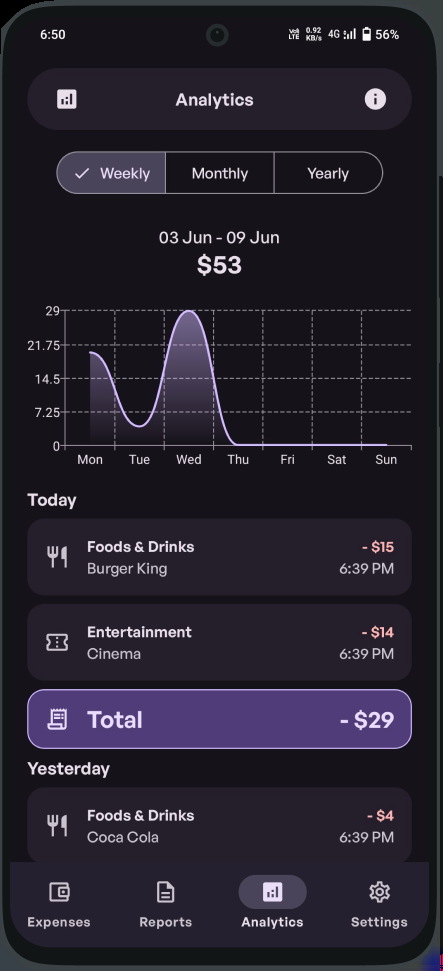 6:50
Vo) LTE 0.92 KB/s 4G 56%
Analytics
Weekly Monthly Yearly
03 Jun - 09 Jun
$53
29
21.75
14.5
7.25
0
Mon Tue Wed Thu Fri Sat Sun
Today
Foods & Drinks - $15
Burger King 6:39 PM
Entertainment - $14
Cinema 6:39 PM
Total - $29
Yesterday
Foods & Drinks - $4
Coca Cola 6:39 PM
Expenses Reports Analytics Settings